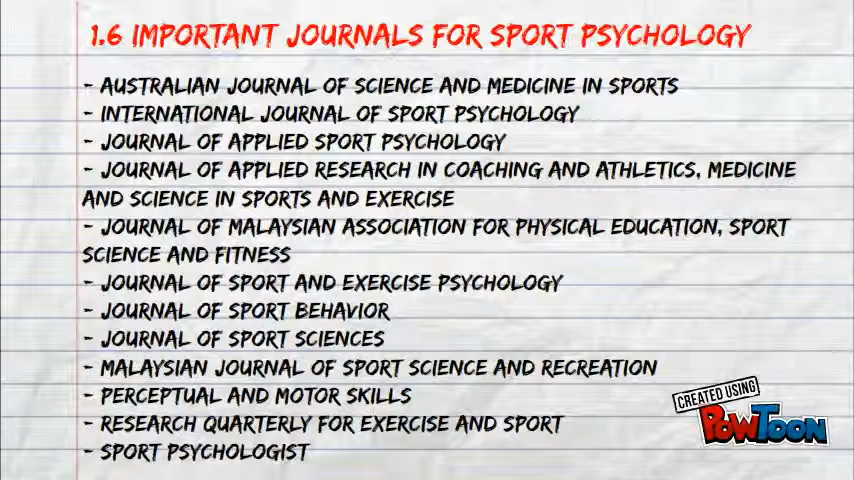 1.6 IMPORTANT JOURNALS FOR SPORT PSYCHOLOGY
- AUSTRALIAN JOURNAL OF SCIENCE AND MEDICINE IN SPORTS
- INTERNATIONAL JOURNAL OF SPORT PSYCHOLOGY
- JOURNAL OF APPLIED SPORT PSYCHOLOGY
- JOURNAL OF APPLIED RESEARCH IN COACHING AND ATHLETICS, MEDICINE
AND SCIENCE IN SPORTS AND EXERCISE
- JOURNAL OF MALAYSIAN ASSOCIATION FOR PHYSICAL EDUCATION, SPORT
SCIENCE AND FITNESS
- JOURNAL OF SPORT AND EXERCISE PSYCHOLOGY
- JOURNAL OF SPORT BEHAVIOR
- JOURNAL OF SPORT SCIENCES
- MALAYSIAN JOURNAL OF SPORT SCIENCE AND RECREATION
- PERCEPTUAL AND MOTOR SKILLS
- RESEARCH QUARTERLY FOR EXERCISE AND SPORT
- SPORT PSYCHOLOGIST
CREATED USING
POWTOON